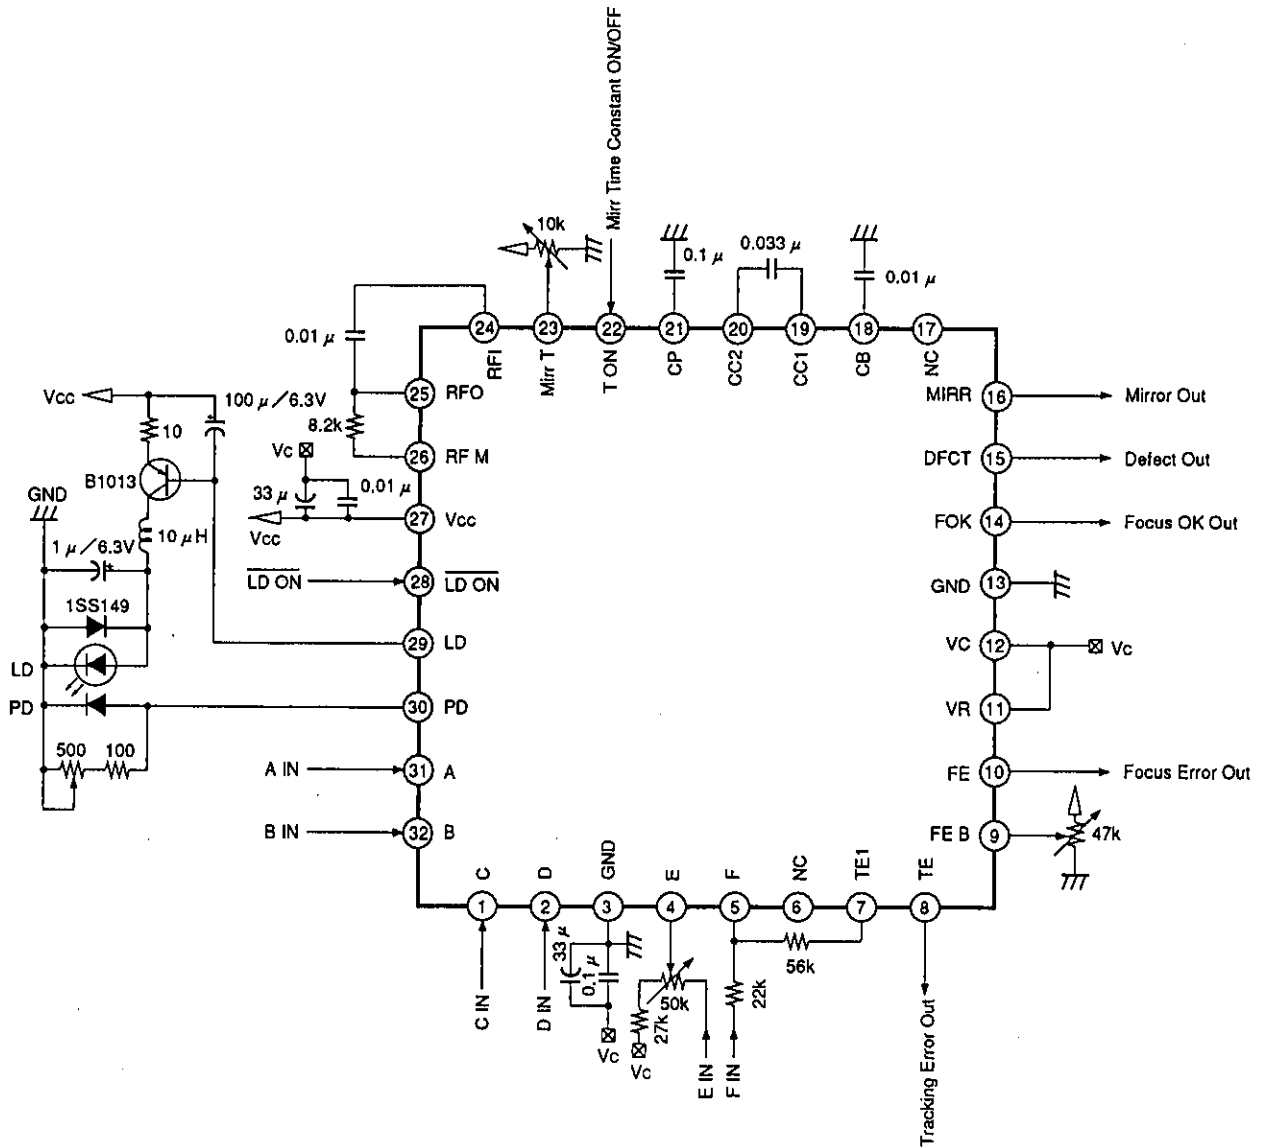 Mirr Time Constant ON/OFF
10k
0.1 μ
0.033 μ
0.01 μ
0.01 μ
24
23
22
21
20
19
18
17
RFI
Mirr T
T ON
CP
CC2
CC1
CB
NC
Vcc
100 μ/6.3V
10
B1013
GND
10 μH
1 μ/6.3V
1SS149
LD
PD
500
100
8.2k
Vc
33 μ
0.01 μ
Vcc
25
RFO
26
RF M
27
Vcc
LD ON
28
LD ON
29
LD
30
PD
A IN
31
A
B IN
32
B
MIRR
16
Mirror Out
DFCT
15
Defect Out
FOK
14
Focus OK Out
GND
13
VC
12
Vc
VR
11
FE
10
Focus Error Out
FE B
9
47k
C
D
GND
E
F
NC
TE1
TE
1
2
3
4
5
6
7
8
33 μ
0.1 μ
50k
27k
22k
56k
C IN
D IN
Vc
Vc
E IN
F IN
Tracking Error Out